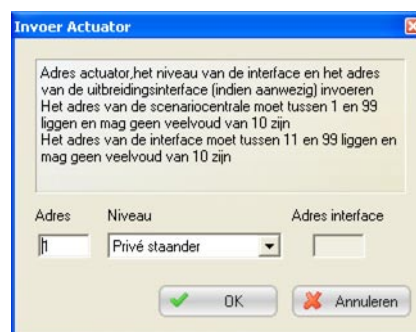 Invoer Actuator
Adres actuator,het niveau van de interface en het adres
van de uitbreidingsinterface (indien aanwezig) invoeren
Het adres van de scenariocentrale moet tussen 1 en 99
liggen en mag geen veelvoud van 10 zijn
Het adres van de interface moet tussen 11 en 99 liggen en
mag geen veelvoud van 10 zijn
Adres Niveau Adres interface
1 Privé staander
OK Annuleren